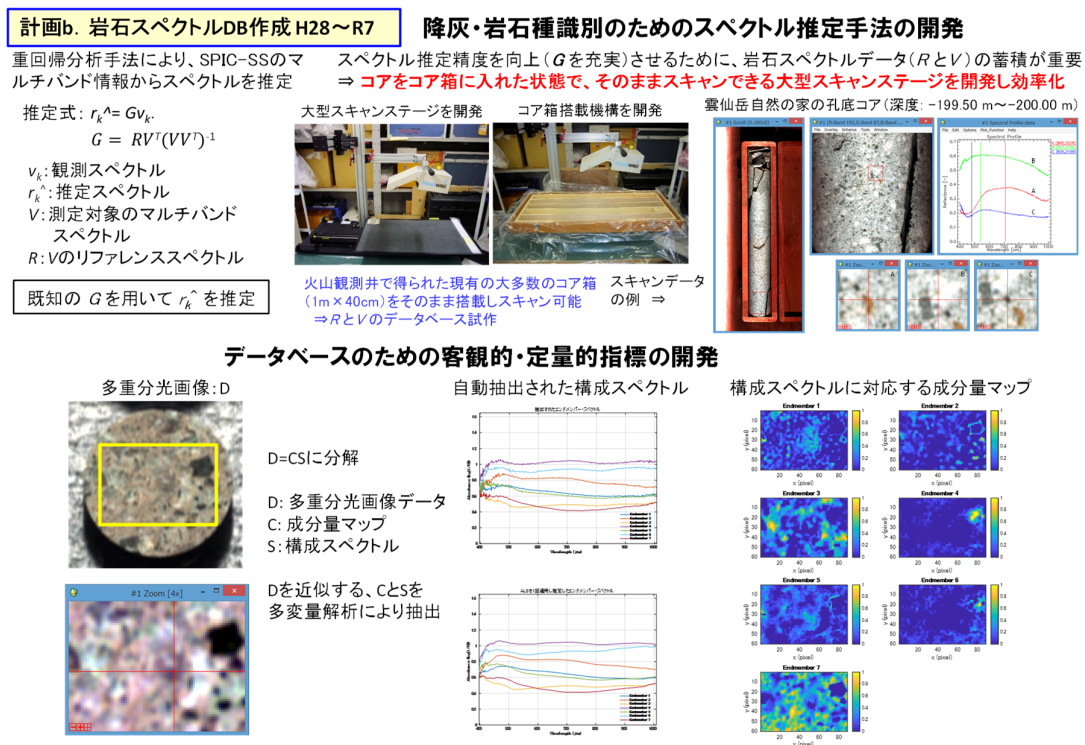 計画b. 岩石スペクトルDB作成 H28～R7
降灰・岩石種識別のためのスペクトル推定手法の開発
重回帰分析手法により、SPIC-SSのマ
ルチバンド情報からスペクトルを推定
推定式: rk^= Gvk.
G = RVᵀ(VVᵀ)⁻¹
vk: 観測スペクトル
rk^: 推定スペクトル
V: 測定対象のマルチバンド
スペクトル
R: Vのリファレンススペクトル
既知の Gを用いて rk^ を推定
スペクトル推定精度を向上(Gを充実)させるために、岩石スペクトルデータ(RとV)の蓄積が重要
⇒ コアをコア箱に入れた状態で、そのままスキャンできる大型スキャンステージを開発し効率化
大型スキャンステージを開発
コア箱搭載機構を開発
雲仙岳自然の家の孔底コア(深度: -199.50 m～-200.00 m)
火山観測井で得られた現有の大多数のコア箱
(1m×40cm)をそのまま搭載しスキャン可能
⇒RとVのデータベース試作
スキャンデータ
の例 ⇒
#1 Spectral Profile:data
File Edit Options Plot_Function Help
Spectral Profile
B
A
C
Wavelength [nm]
A
B
C
データベースのための客観的・定量的指標の開発
多重分光画像: D
#1 Zoom [4x]
D=CSに分解
D: 多重分光画像データ
C: 成分量マップ
S: 構成スペクトル
Dを近似する、CとSを
多変量解析により抽出
自動抽出された構成スペクトル
構成スペクトルに対応する成分量マップ
Endmember 1
Endmember 2
Endmember 3
Endmember 4
Endmember 5
Endmember 6
Endmember 7
x (pixel)
y (pixel)